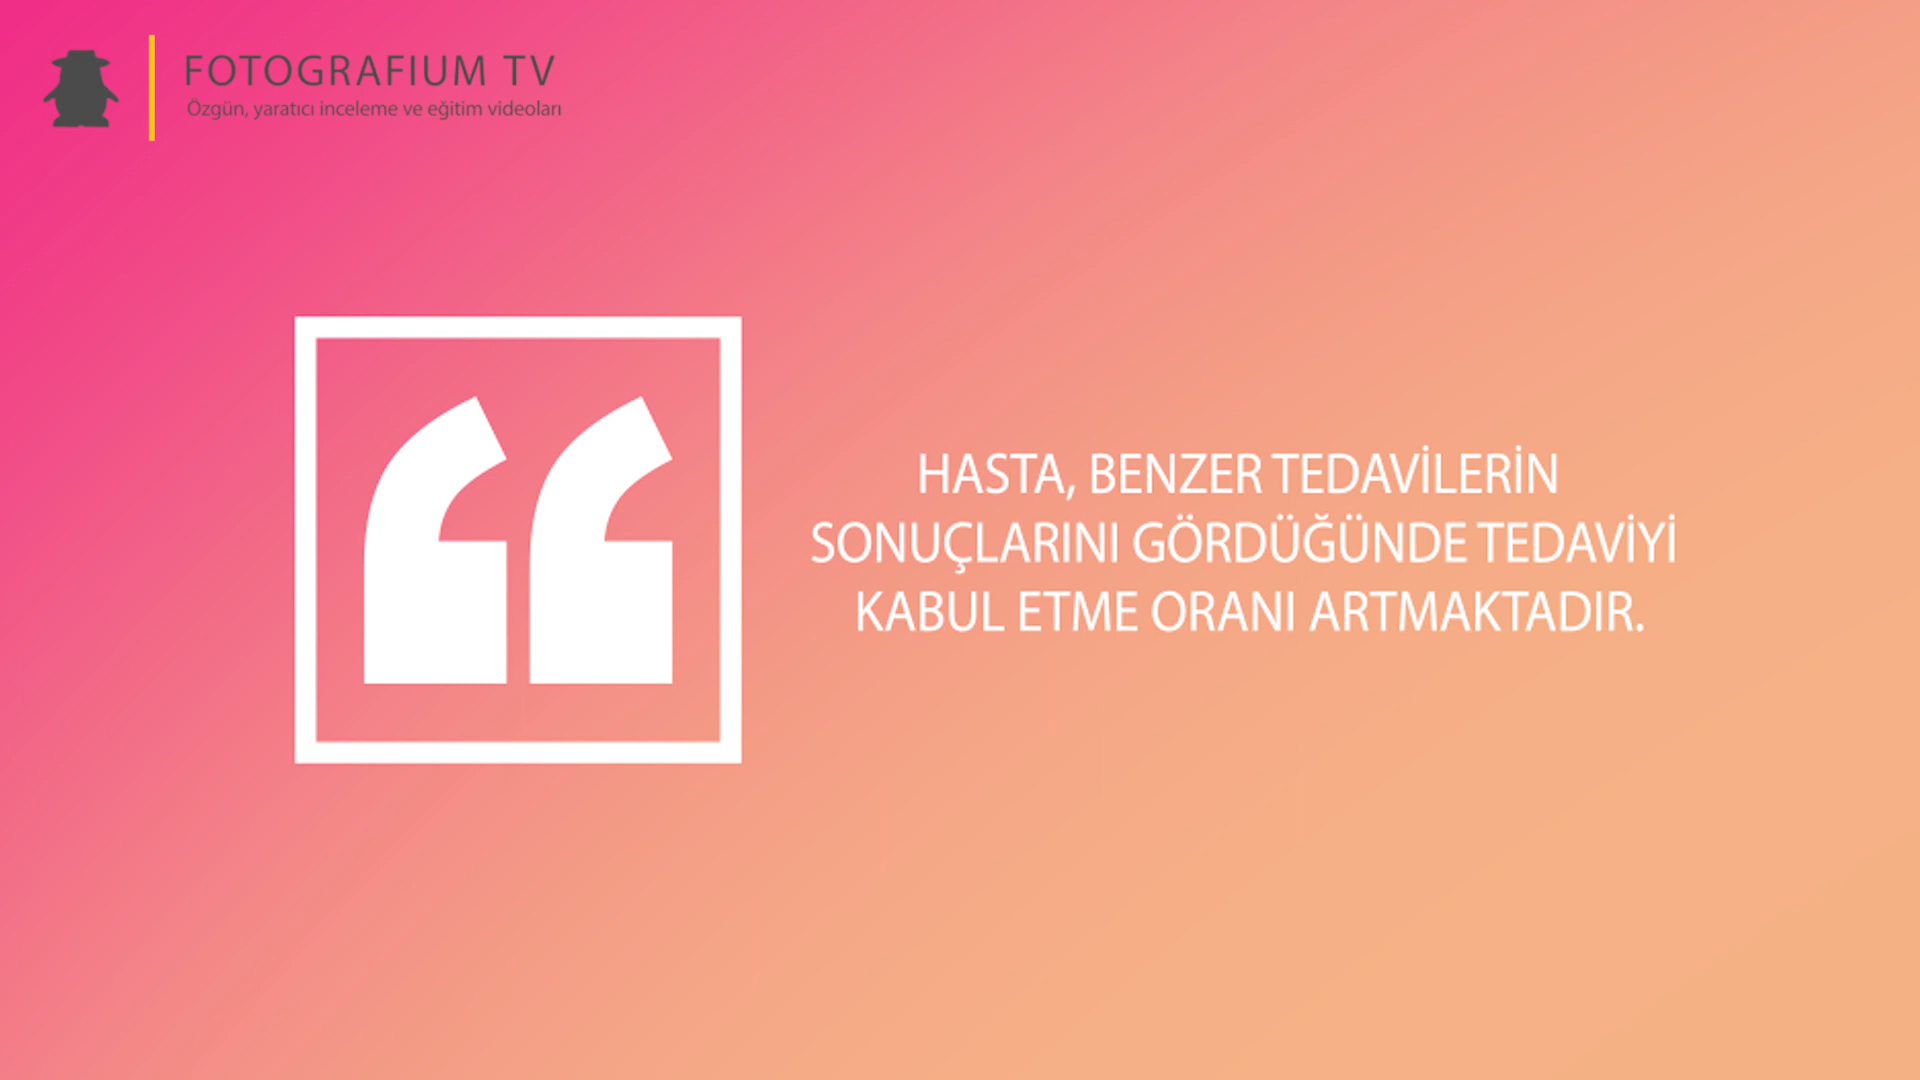 FOTOGRAFIUM TV
Özgün, yaratıcı inceleme ve eğitim videoları
HASTA, BENZER TEDAVİLERİN
SONUÇLARINI GÖRDÜĞÜNDE TEDAVİYİ
KABUL ETME ORANI ARTMAKTADIR.